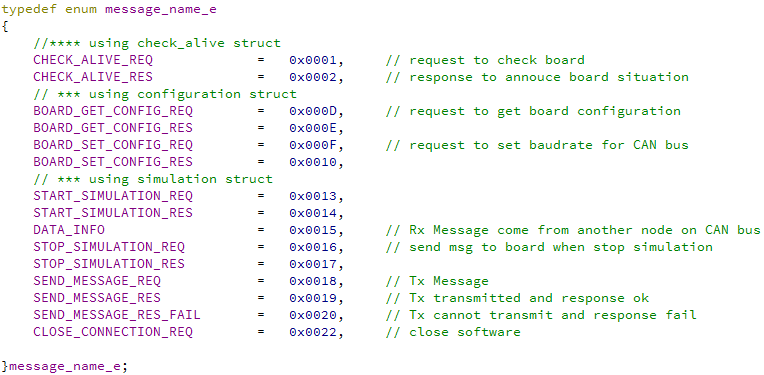 typedef enum message_name_e
{
    //**** using check_alive struct
    CHECK_ALIVE_REQ             =   0x0001,     // request to check board
    CHECK_ALIVE_RES             =   0x0002,     // response to annouce board situation
    // *** using configuration struct
    BOARD_GET_CONFIG_REQ        =   0x000D,     // request to get board configuration
    BOARD_GET_CONFIG_RES        =   0x000E,
    BOARD_SET_CONFIG_REQ        =   0x000F,     // request to set baudrate for CAN bus
    BOARD_SET_CONFIG_RES        =   0x0010,
    // *** using simulation struct
    START_SIMULATION_REQ        =   0x0013,
    START_SIMULATION_RES        =   0x0014,
    DATA_INFO                   =   0x0015,     // Rx Message come from another node on CAN bus
    STOP_SIMULATION_REQ         =   0x0016,     // send msg to board when stop simulation
    STOP_SIMULATION_RES         =   0x0017,
    SEND_MESSAGE_REQ            =   0x0018,     // Tx Message
    SEND_MESSAGE_RES            =   0x0019,     // Tx transmitted and response ok
    SEND_MESSAGE_RES_FAIL       =   0x0020,     // Tx cannot transmit and response fail
    CLOSE_CONNECTION_REQ        =   0x0022,     // close software

}message_name_e;